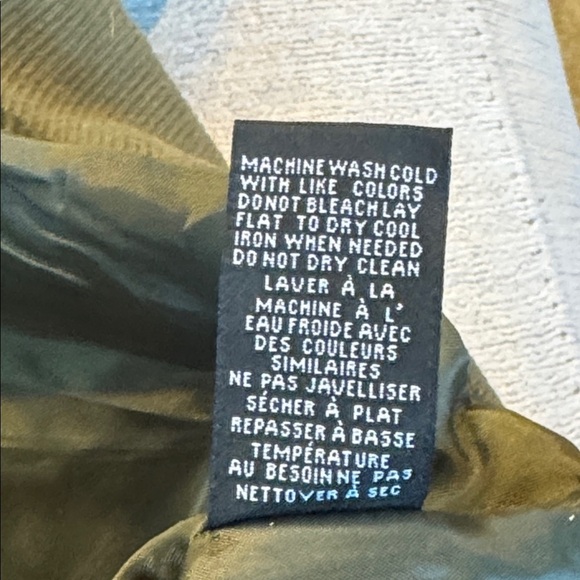 MACHINE WASH COLD
WITH LIKE COLORS
DONOT BLEACH LAY
FLAT TO DRY COOL
IRON WHEN NEEDED
DO NOT DRY CLEAN
LAVER À LA
MACHINE À L'
EAU FROIDE AVEC
DES COULEURS
SIMILAIRES
NE PAS JAVELLISER
SÉCHER À PLAT
REPASSER À BASSE
TEMPÉRATURE
AU BESOIN NE PAS
NETTOYER À SEC